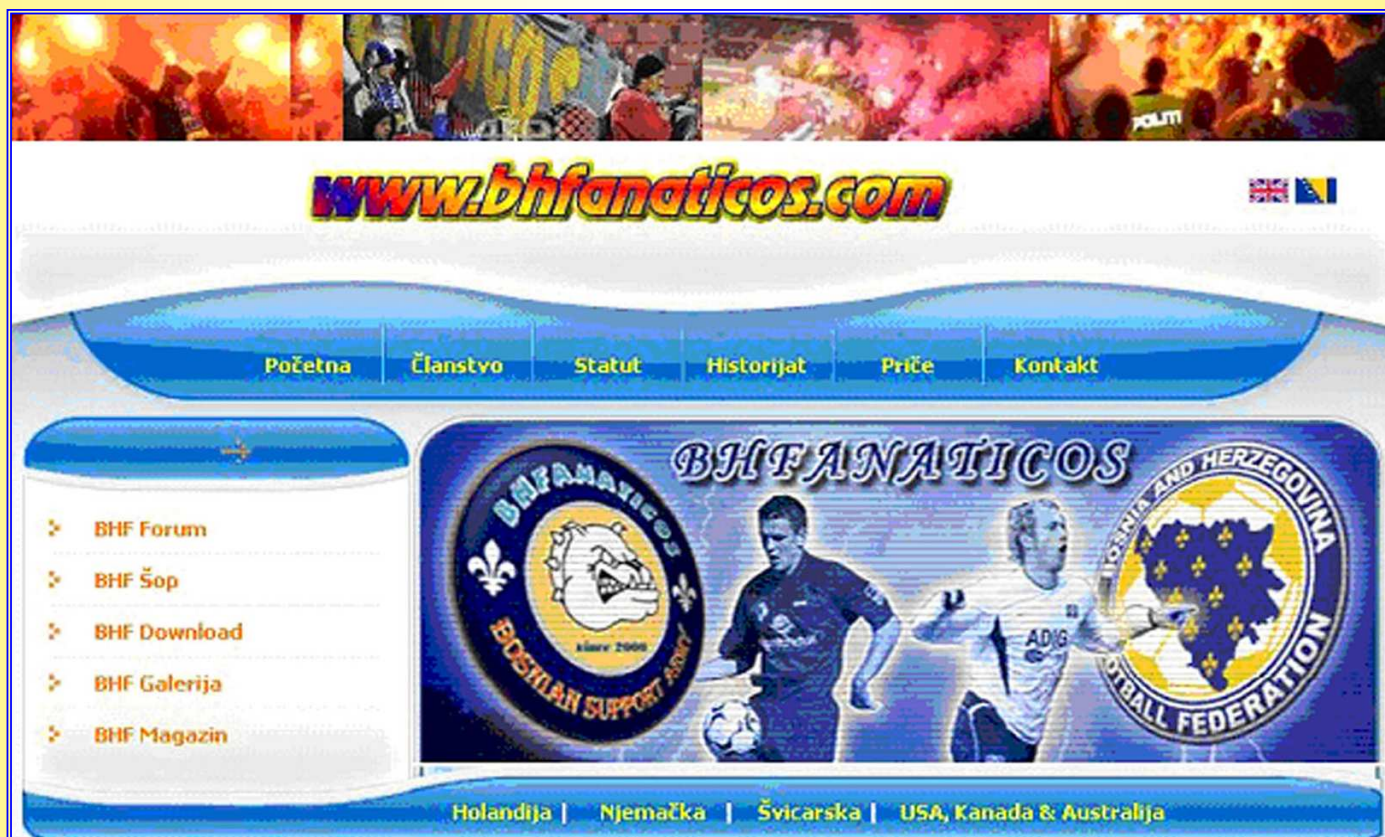 POLITI
www.bhfanaticos.com
Početna
Članstvo
Statut
Historijat
Priče
Kontakt
BHF Forum
BHF Šop
BHF Download
BHF Galerija
BHF Magazin
BHFANATICOS
BHFANATICOS
since 2000
BOSNIAN SUPPORT ARMY
ADIG
BOSNIA AND HERZEGOVINA
FOOTBALL FEDERATION
Holandija | Njemačka | Švicarska | USA, Kanada & Australija